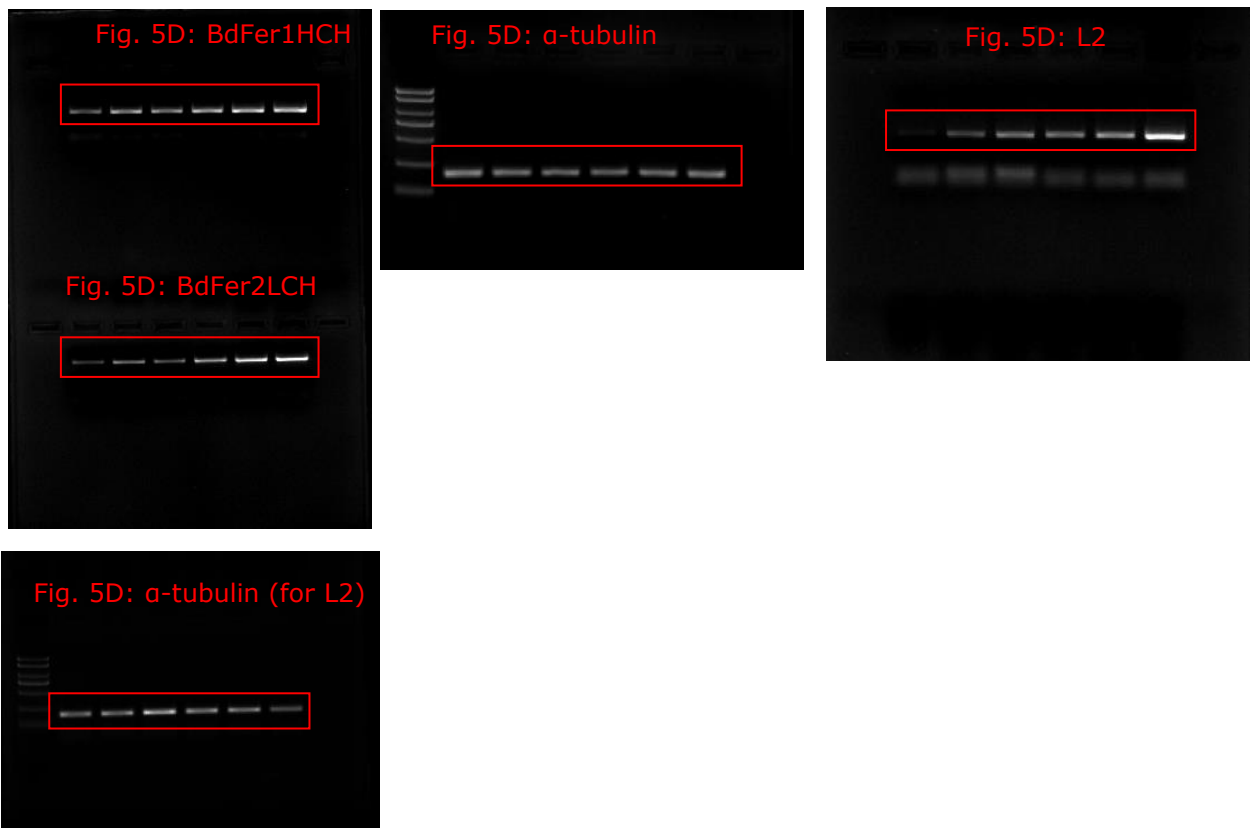 Fig. 5D: BdFer1HCH
Fig. 5D: α-tubulin
Fig. 5D: L2
Fig. 5D: BdFer2LCH
Fig. 5D: α-tubulin (for L2)